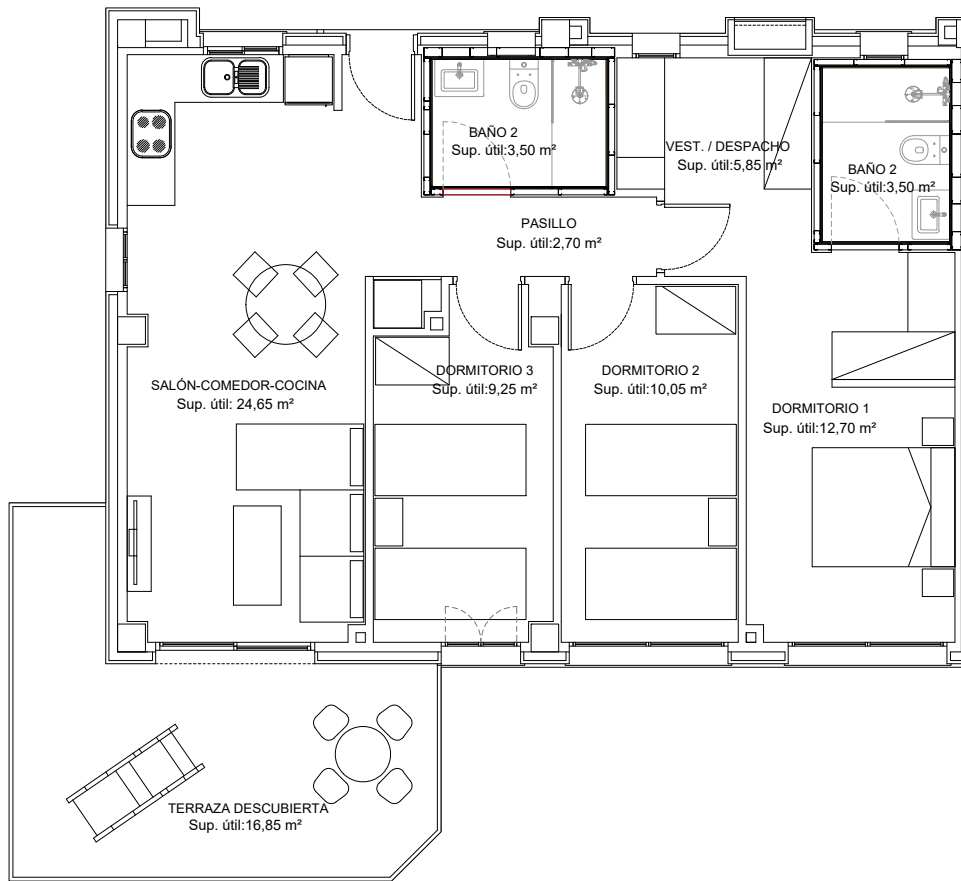 BAÑO 2
Sup. útil:3,50 m²
VEST. / DESPACHO
Sup. útil:5,85 m²
BAÑO 2
Sup. útil:3,50 m²
PASILLO
Sup. útil:2,70 m²
SALÓN-COMEDOR-COCINA
Sup. útil: 24,65 m²
DORMITORIO 3
Sup. útil:9,25 m²
DORMITORIO 2
Sup. útil:10,05 m²
DORMITORIO 1
Sup. útil:12,70 m²
TERRAZA DESCUBIERTA
Sup. útil:16,85 m²